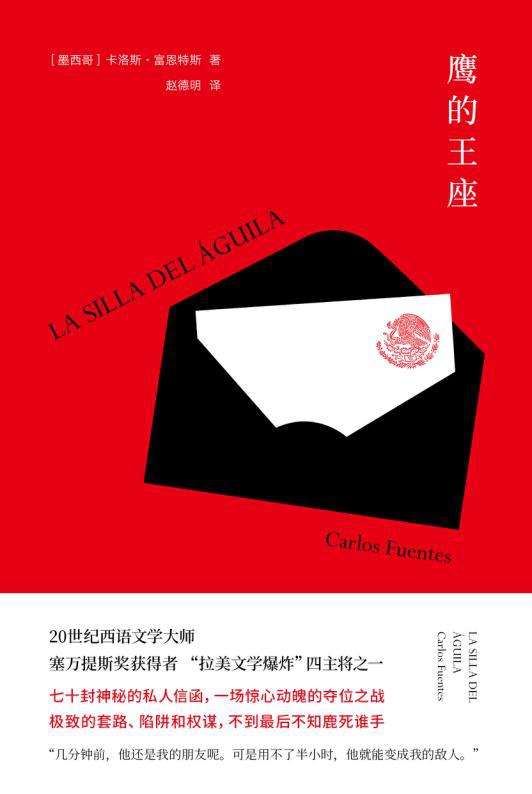 [墨西哥] 卡洛斯·富恩特斯 著
赵德明 译
鹰的王座
LA SILLA DEL ÁGUILA
Carlos Fuentes
20世纪西语文学大师
塞万提斯奖获得者 “拉美文学爆炸”四主将之一
七十封神秘的私人信函，一场惊心动魄的夺位之战
极致的套路、陷阱和权谋，不到最后不知鹿死谁手
“几分钟前，他还是我的朋友呢。可是用不了半小时，他就能变成我的敌人。”
LA SILLA DEL
ÁGUILA
Carlos Fuentes